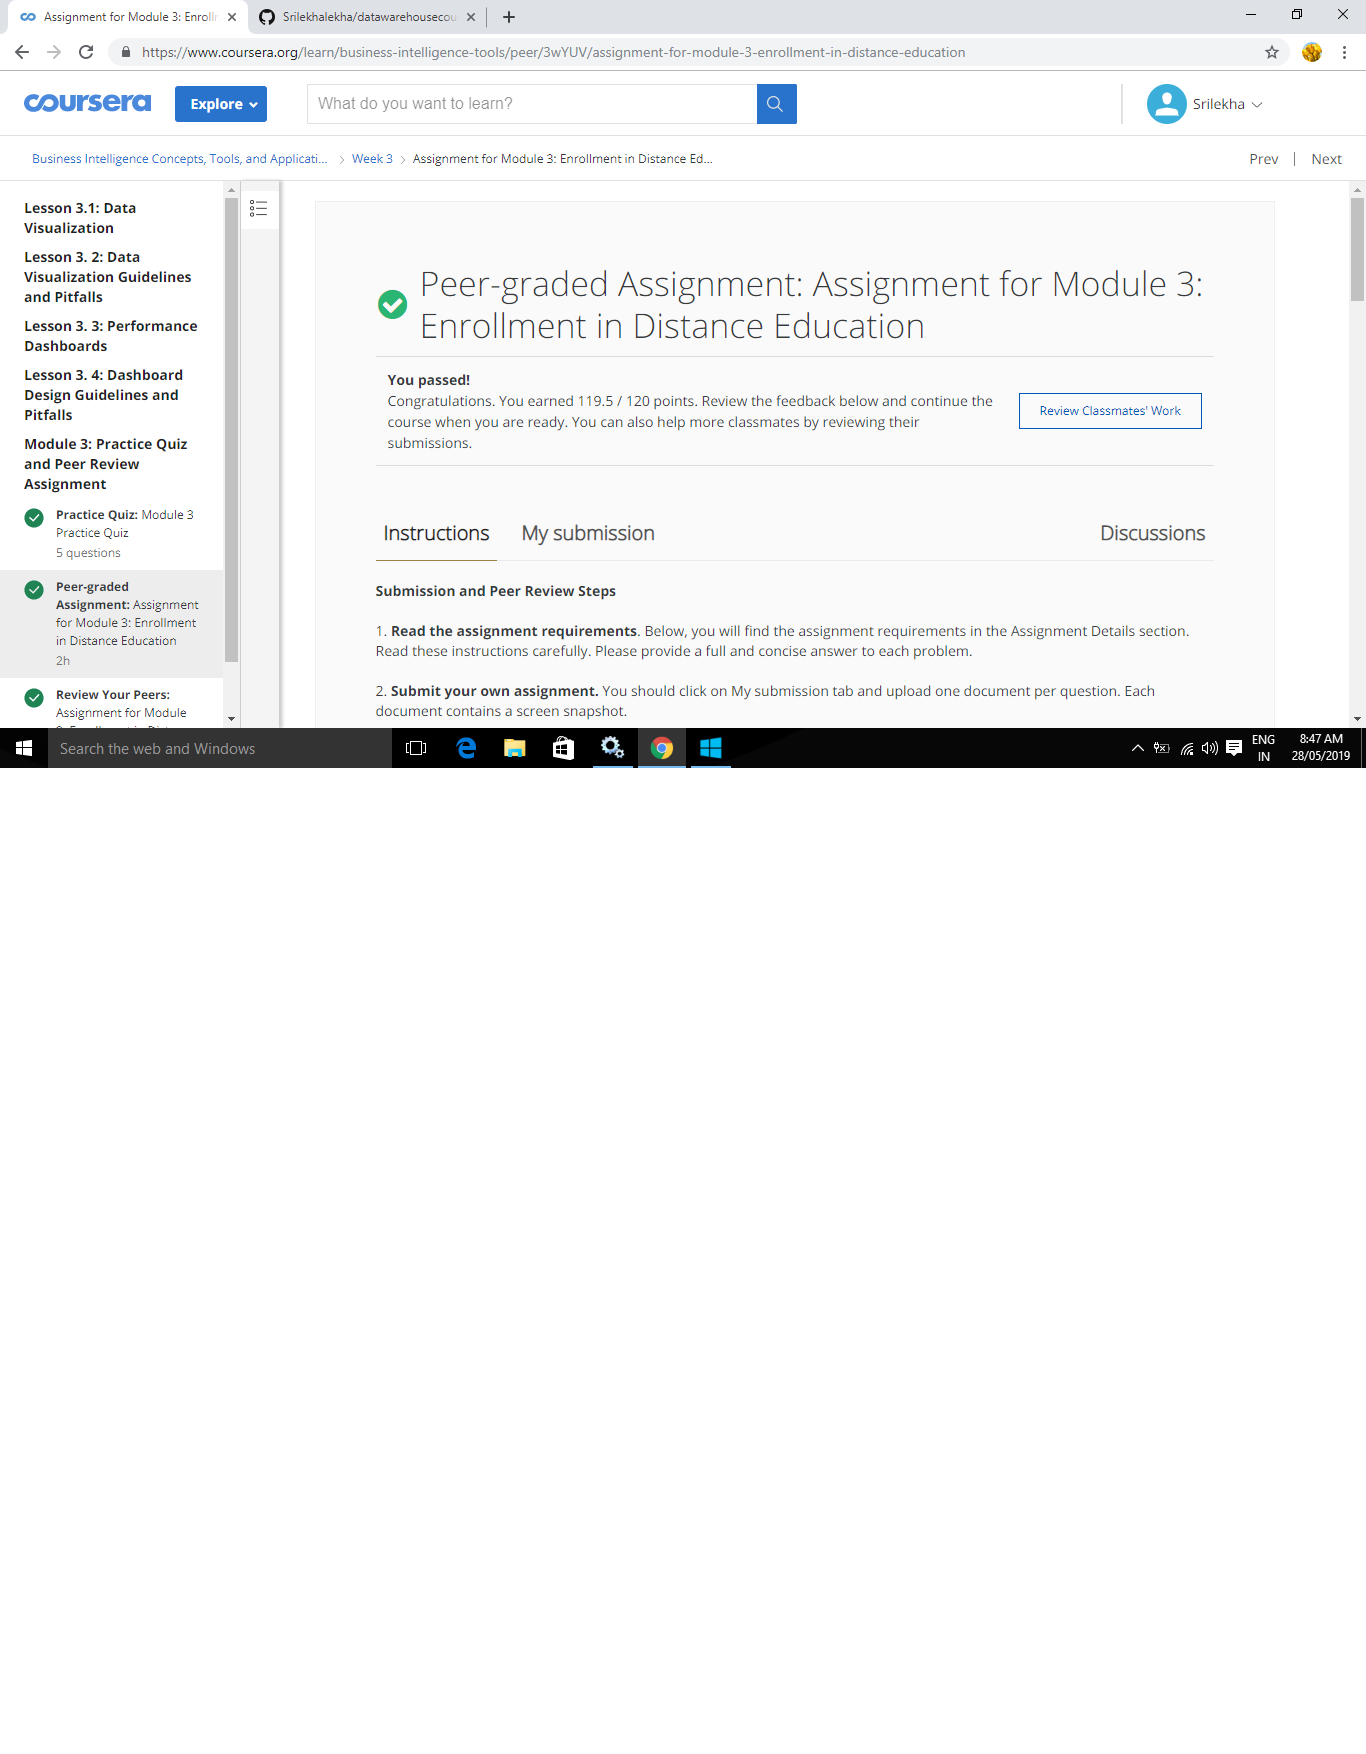 Assignment for Module 3: Enroll
Srilekhalekha/datawarehousecou
https://www.coursera.org/learn/business-intelligence-tools/peer/3wYUV/assignment-for-module-3-enrollment-in-distance-education
coursera
Explore
What do you want to learn?
Srilekha
Business Intelligence Concepts, Tools, and Applicati...
Week 3
Assignment for Module 3: Enrollment in Distance Ed...
Prev | Next
Lesson 3.1: Data
Visualization
Lesson 3. 2: Data
Visualization Guidelines
and Pitfalls
Lesson 3. 3: Performance
Dashboards
Lesson 3. 4: Dashboard
Design Guidelines and
Pitfalls
Module 3: Practice Quiz
and Peer Review
Assignment
Practice Quiz: Module 3
Practice Quiz
5 questions
Peer-graded
Assignment: Assignment
for Module 3: Enrollment
in Distance Education
2h
Review Your Peers:
Assignment for Module
Peer-graded Assignment: Assignment for Module 3:
Enrollment in Distance Education
You passed!
Congratulations. You earned 119.5 / 120 points. Review the feedback below and continue the
course when you are ready. You can also help more classmates by reviewing their
submissions.
Review Classmates' Work
Instructions
My submission
Discussions
Submission and Peer Review Steps
1. Read the assignment requirements. Below, you will find the assignment requirements in the Assignment Details section.
Read these instructions carefully. Please provide a full and concise answer to each problem.
2. Submit your own assignment. You should click on My submission tab and upload one document per question. Each
document contains a screen snapshot.
Search the web and Windows
ENG
IN
8:47 AM
28/05/2019